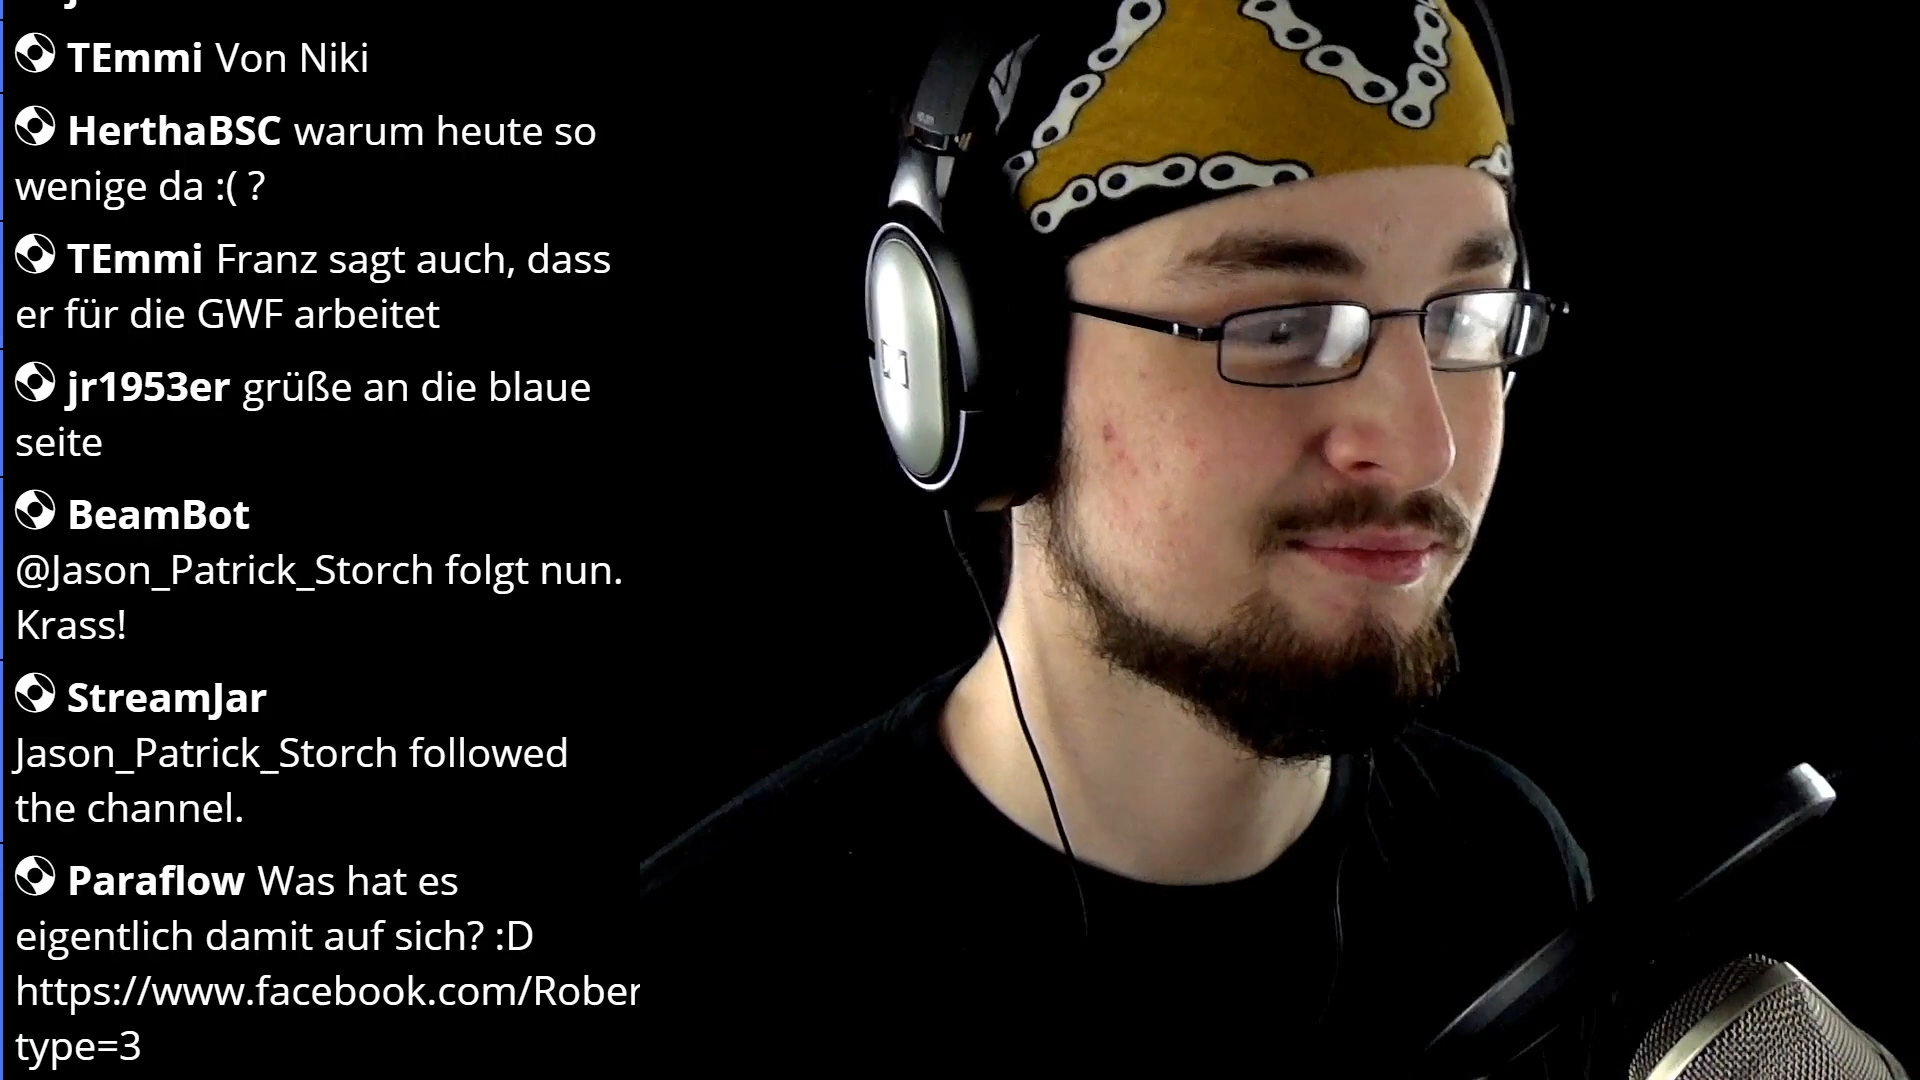 TEmmi Von Niki
HerthaBSC warum heute so
wenige da :( ?
TEmmi Franz sagt auch, dass
er für die GWF arbeitet
jr1953er grüße an die blaue
seite
BeamBot
@Jason_Patrick_Storch folgt nun.
Krass!
StreamJar
Jason_Patrick_Storch followed
the channel.
Paraflow Was hat es
eigentlich damit auf sich? :D
https://www.facebook.com/Rober
type=3